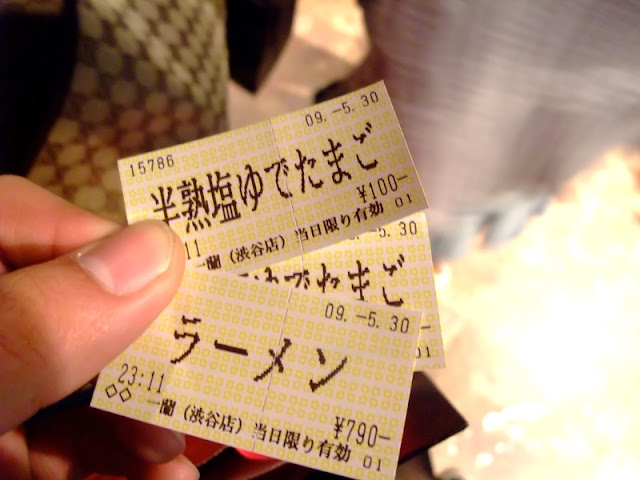 09.-5.30
15786
半熟塩ゆでたまご
¥100-
11
一蘭（渋谷店）当日限り有効 01
-5.30
ゆでたまご
09.-5.30
ラーメン
23:11
¥790-
◇◇
一蘭（渋谷店）当日限り有効 01